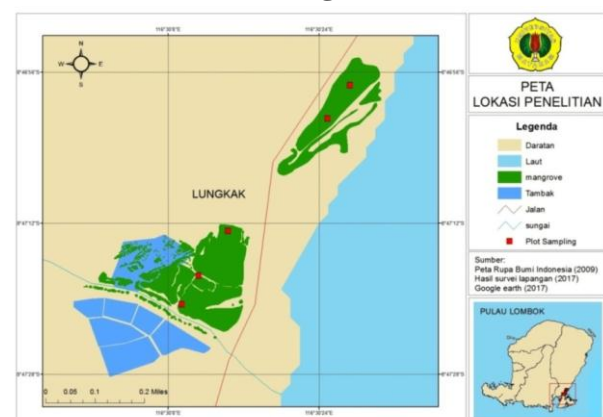 N
W E
S
LUNGKAK
0 0.05 0.1 0.2 Miles
PETA
LOKASI PENELITIAN
Legenda
Daratan
Laut
mangrove
Tambak
Jalan
sungai
Plot Sampling
Sumber:
Peta Rupa Bumi Indonesia (2009)
Hasil survei lapangan (2017)
Google earth (2017)
PULAU LOMBOK